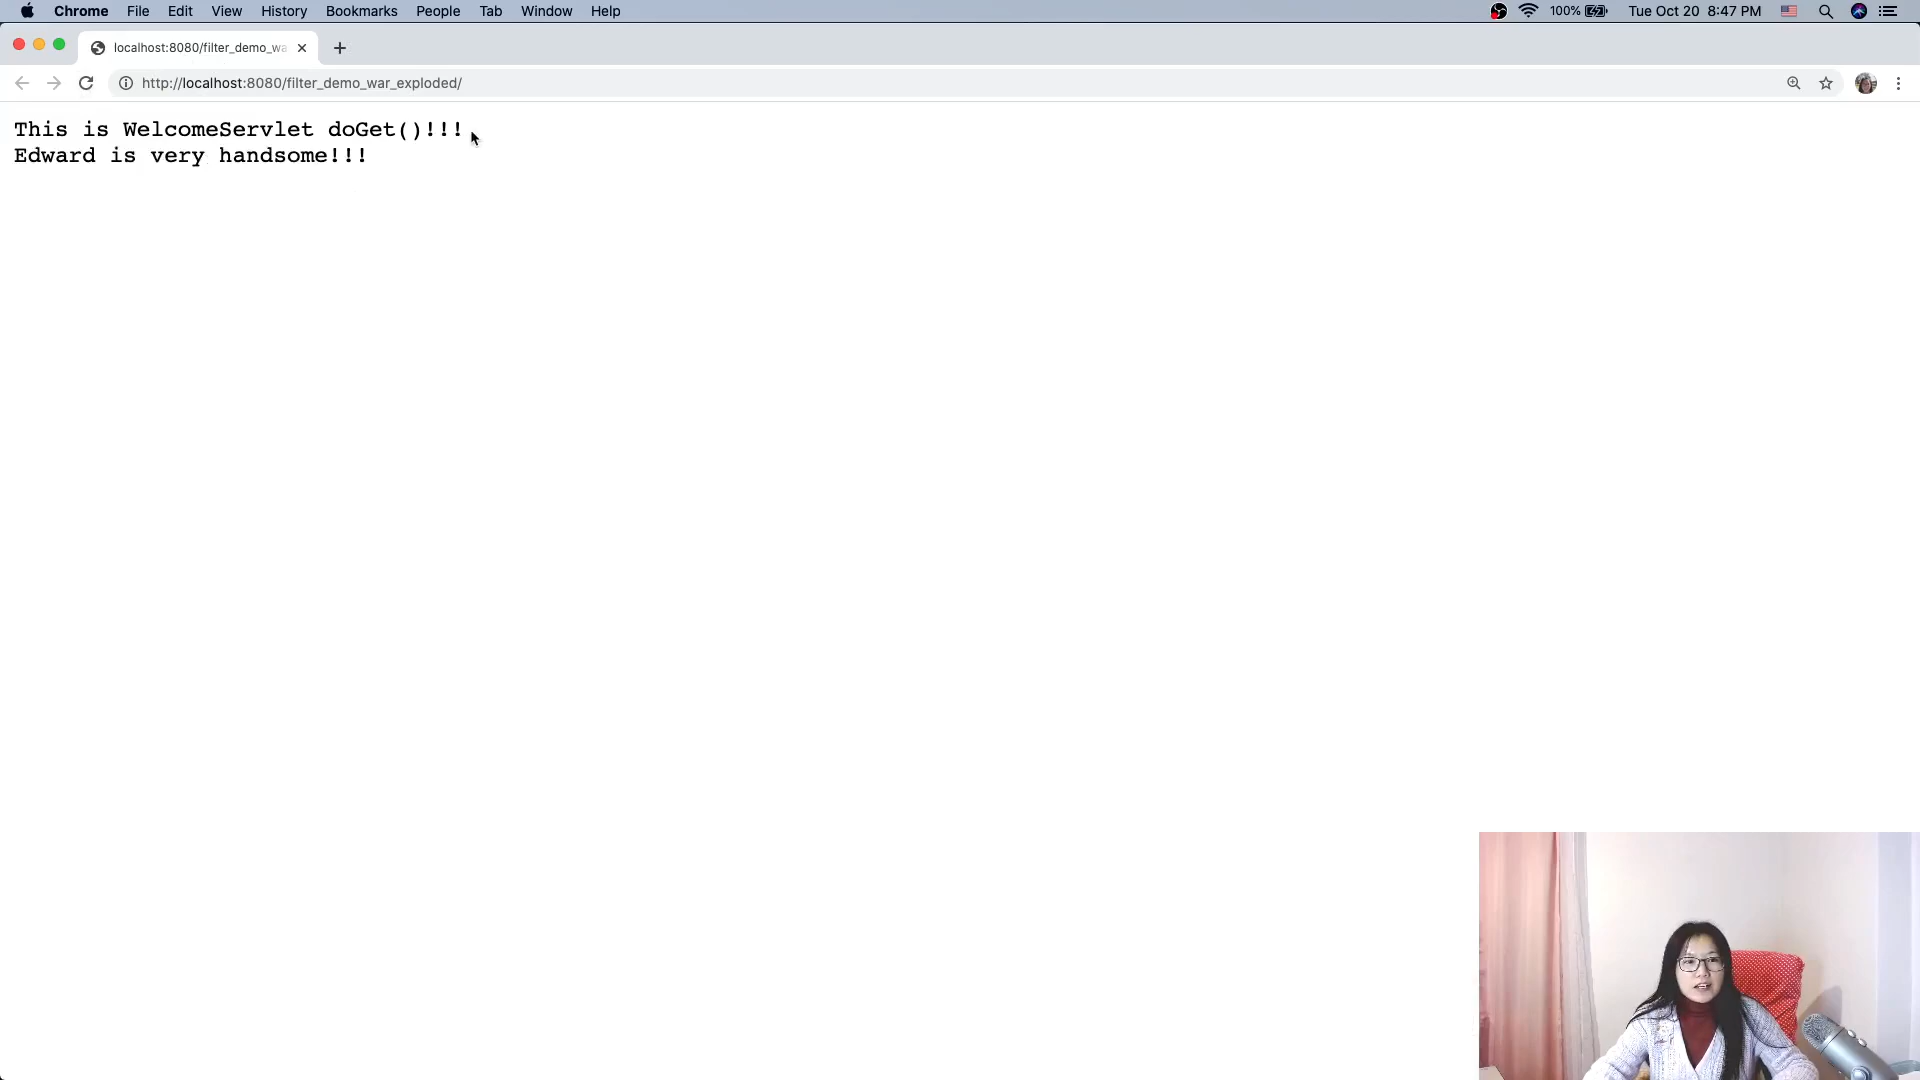 Chrome File Edit View History Bookmarks People Tab Window Help 100% Tue Oct 20 8:47 PM
localhost:8080/filter_demo_wa
http://localhost:8080/filter_demo_war_exploded/
This is WelcomeServlet doGet()!!!
Edward is very handsome!!!